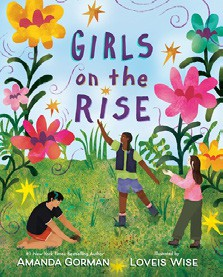 GIRLS
on the
RISE
#1 New York Times Bestselling Author
AMANDA GORMAN
Illustrated by
LOVEIS WISE